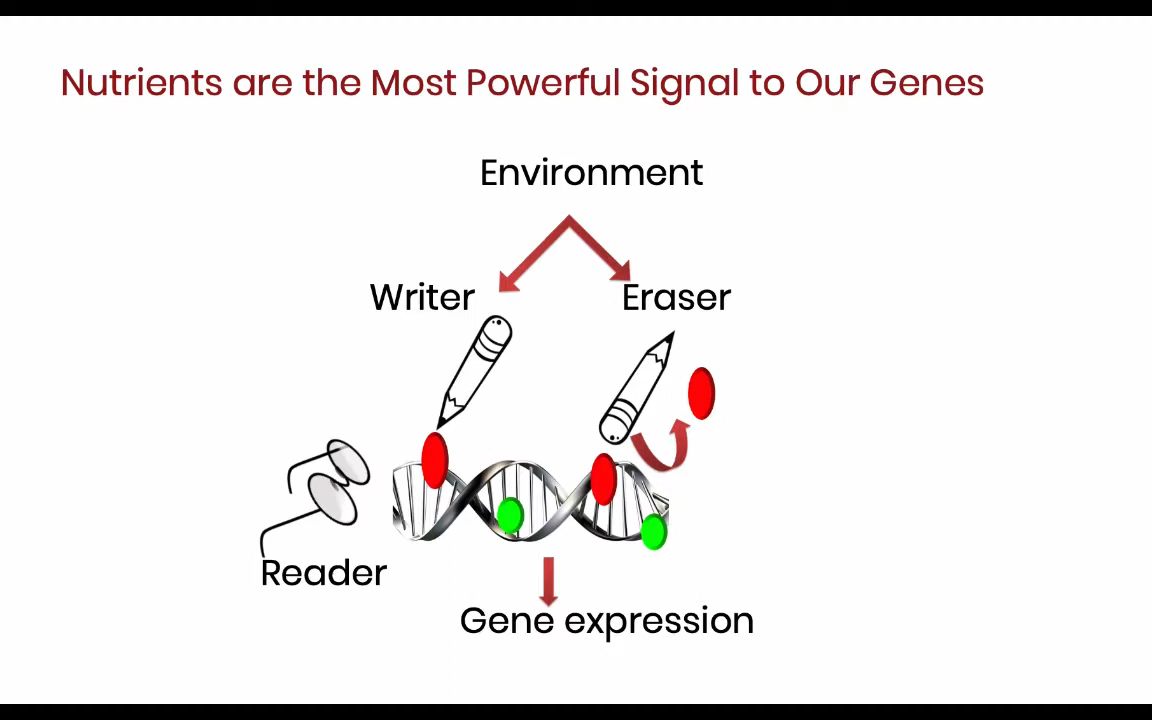 Nutrients are the Most Powerful Signal to Our Genes
Environment
Writer
Eraser
Reader
Gene expression